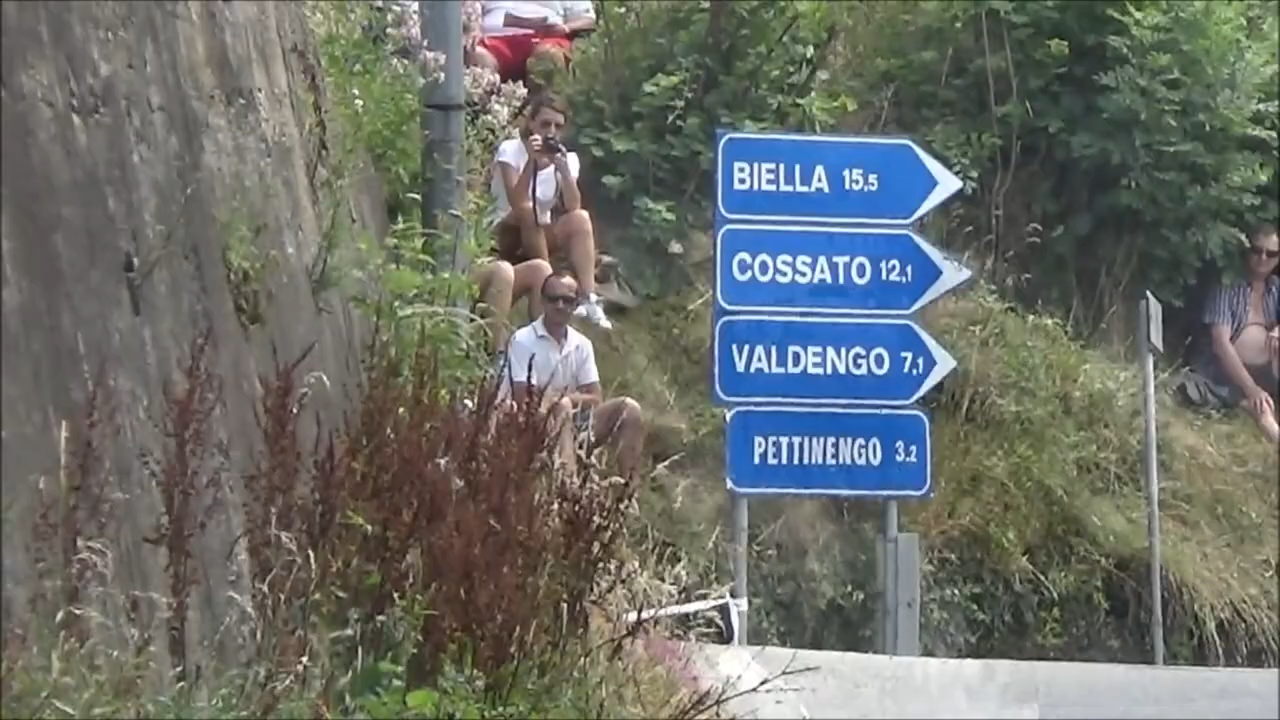 BIELLA 15,5
COSSATO 12,1
VALDENGO 7,1
PETTINENGO 3.2